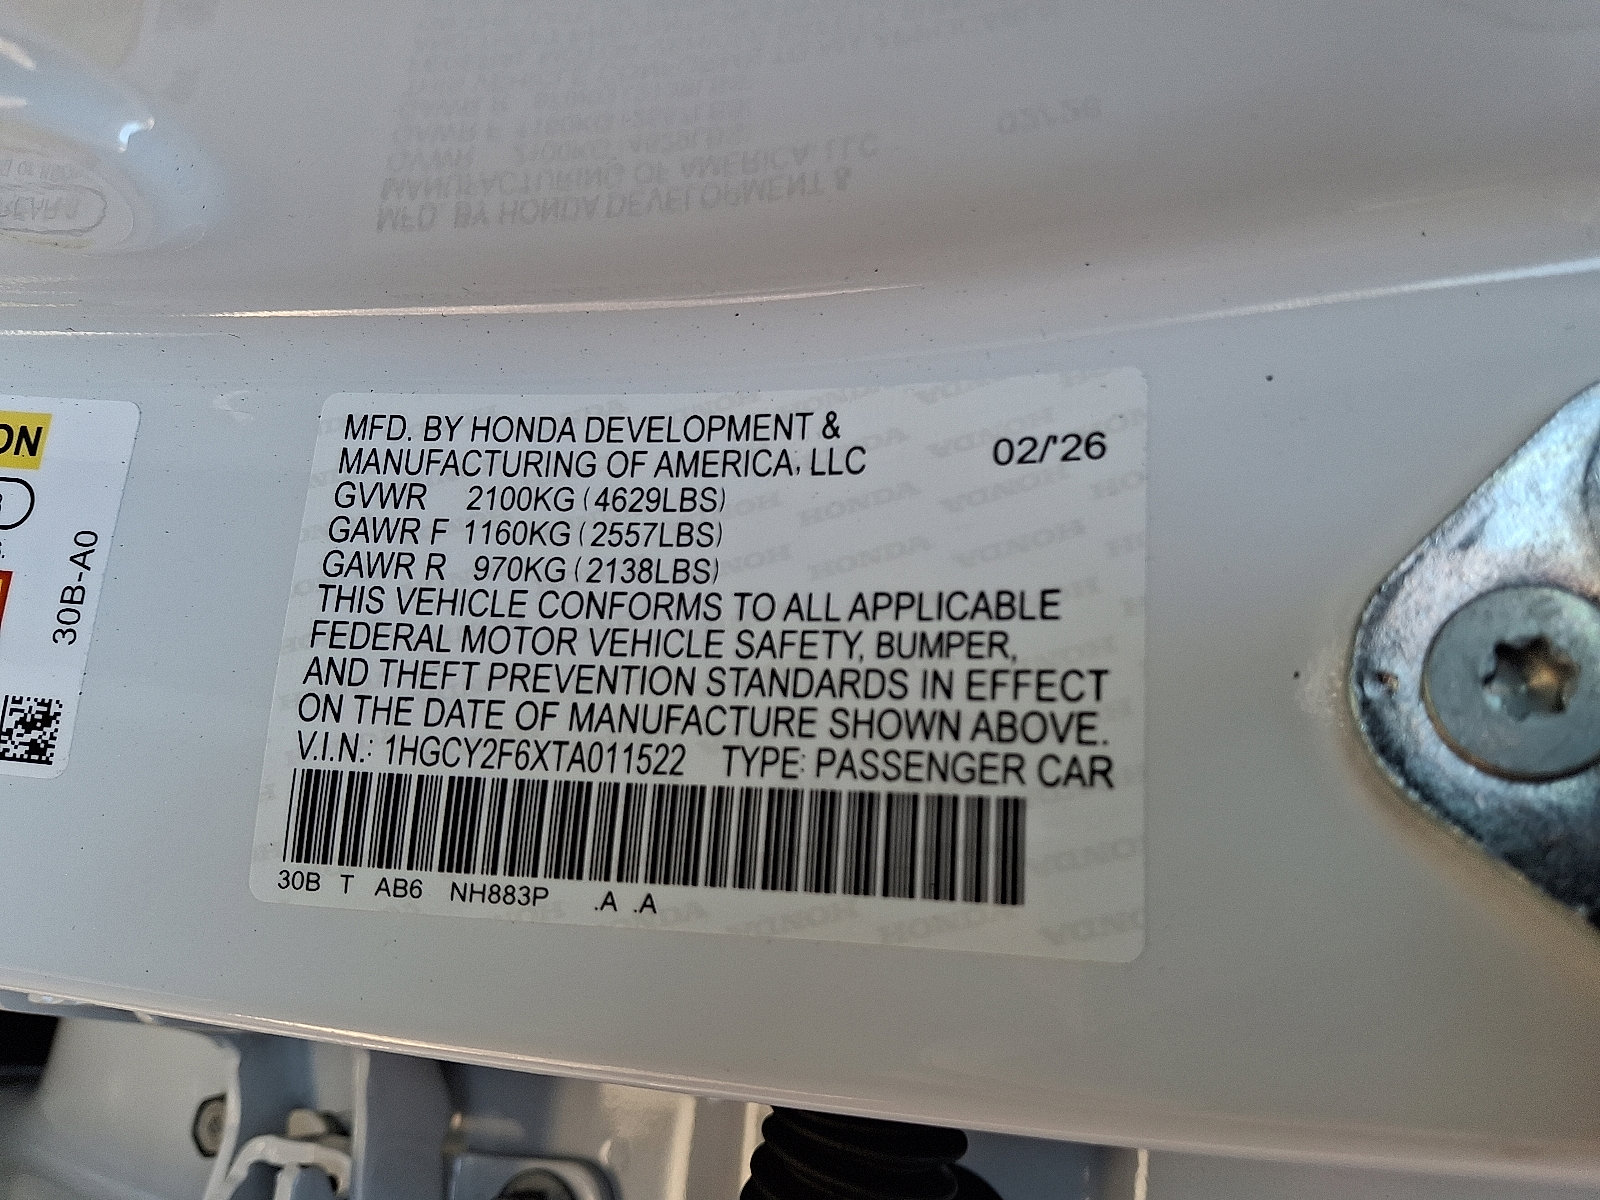 MFD. BY HONDA DEVELOPMENT &
MANUFACTURING OF AMERICA, LLC
02/'26
GVWR 2100KG (4629LBS)
GAWR F 1160KG (2557LBS)
GAWR R 970KG (2138LBS)
THIS VEHICLE CONFORMS TO ALL APPLICABLE
FEDERAL MOTOR VEHICLE SAFETY, BUMPER,
AND THEFT PREVENTION STANDARDS IN EFFECT
ON THE DATE OF MANUFACTURE SHOWN ABOVE.
V.I.N.: 1HGCY2F6XTA011522 TYPE: PASSENGER CAR
30B T AB6 NH883P .A .A
30B-A0